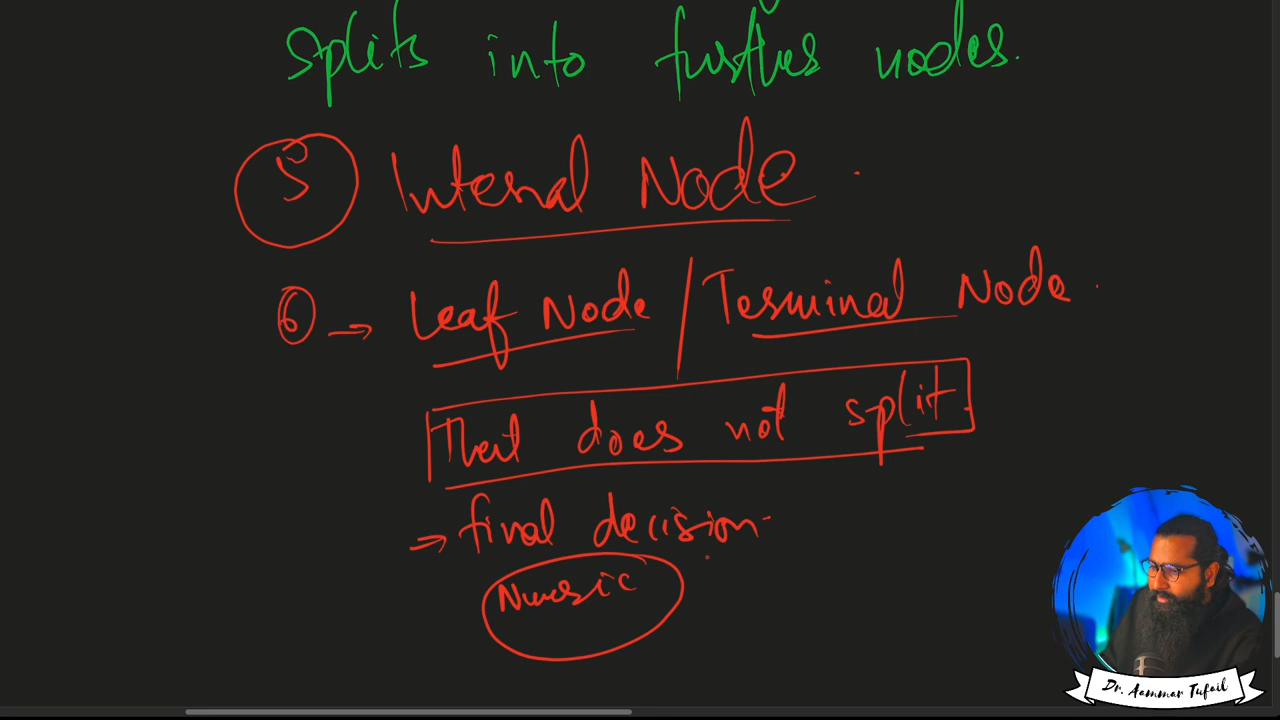 splits into further nodes.
5 Internal Node.
6 → Leaf Node / Terminal Node.
That does not split.
→ final decision
Numeric
Dr. Aammar Tufail